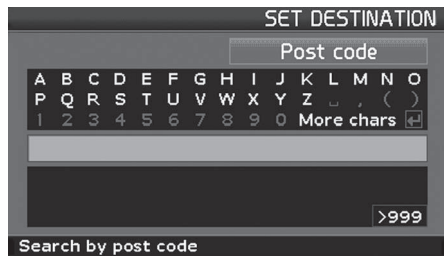 SET DESTINATION
Post code
A B C D E F G H I J K L M N O
P Q R S T U V W X Y Z ␣ , ( )
1 2 3 4 5 6 7 8 9 0 More chars ↵
>999
Search by post code